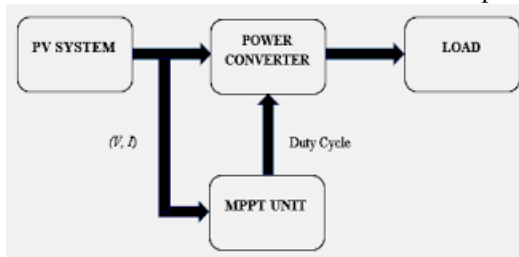 PV SYSTEM
POWER
CONVERTER
LOAD
(V, I)
Duty Cycle
MPPT UNIT